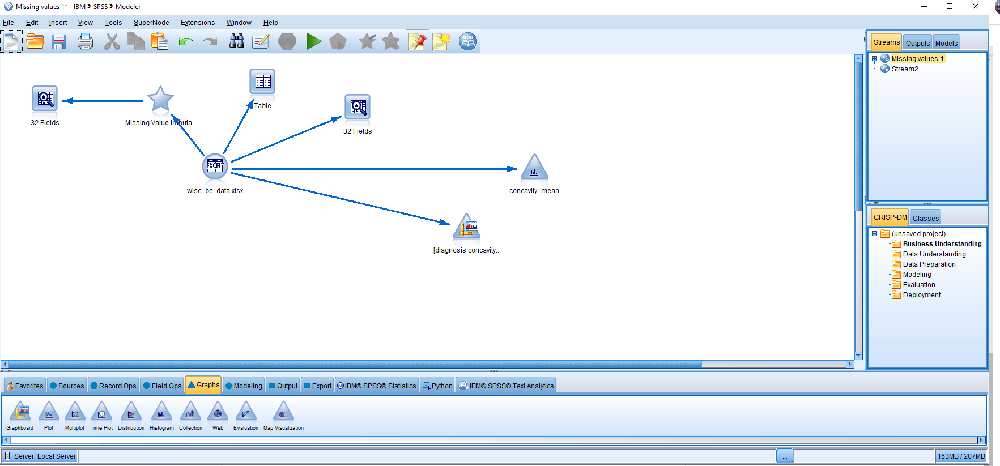 Missing values 1* - IBM® SPSS® Modeler
File Edit Insert View Tools SuperNode Extensions Window Help
abc
Streams Outputs Models
Missing values 1
Stream2
Table
32 Fields
Missing Value Imputa..
32 Fields
EXCEL™
wisc_bc_data.xlsx
concavity_mean
[diagnosis concavity..
CRISP-DM Classes
(unsaved project)
Business Understanding
Data Understanding
Data Preparation
Modeling
Evaluation
Deployment
Favorites Sources Record Ops Field Ops Graphs Modeling Output Export IBM® SPSS® Statistics Python IBM® SPSS® Text Analytics
Graphboard Plot Multiplot Time Plot Distribution Histogram Collection Web Evaluation Map Visualization
Server: Local Server ... 163MB / 207MB